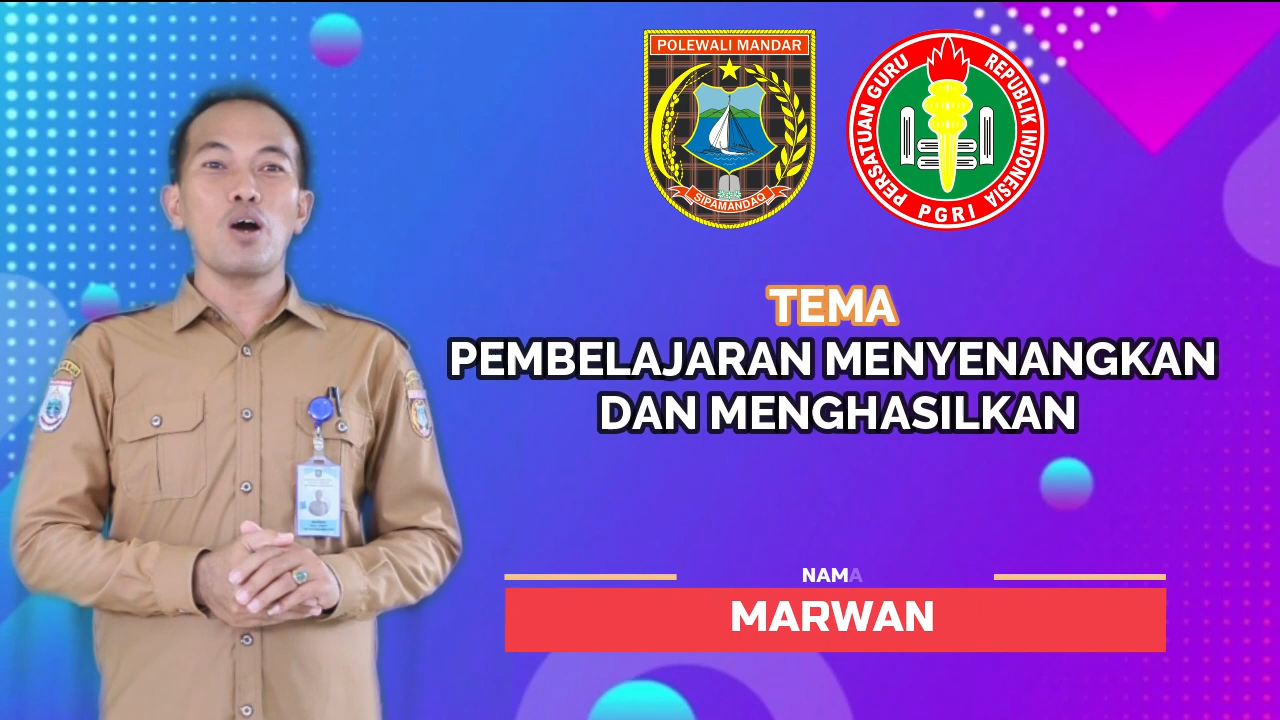 POLEWALI MANDAR
SIPAMANDAQ
PERSATUAN GURU REPUBLIK INDONESIA
PGRI
TEMA
PEMBELAJARAN MENYENANGKAN
DAN MENGHASILKAN
NAMA
MARWAN